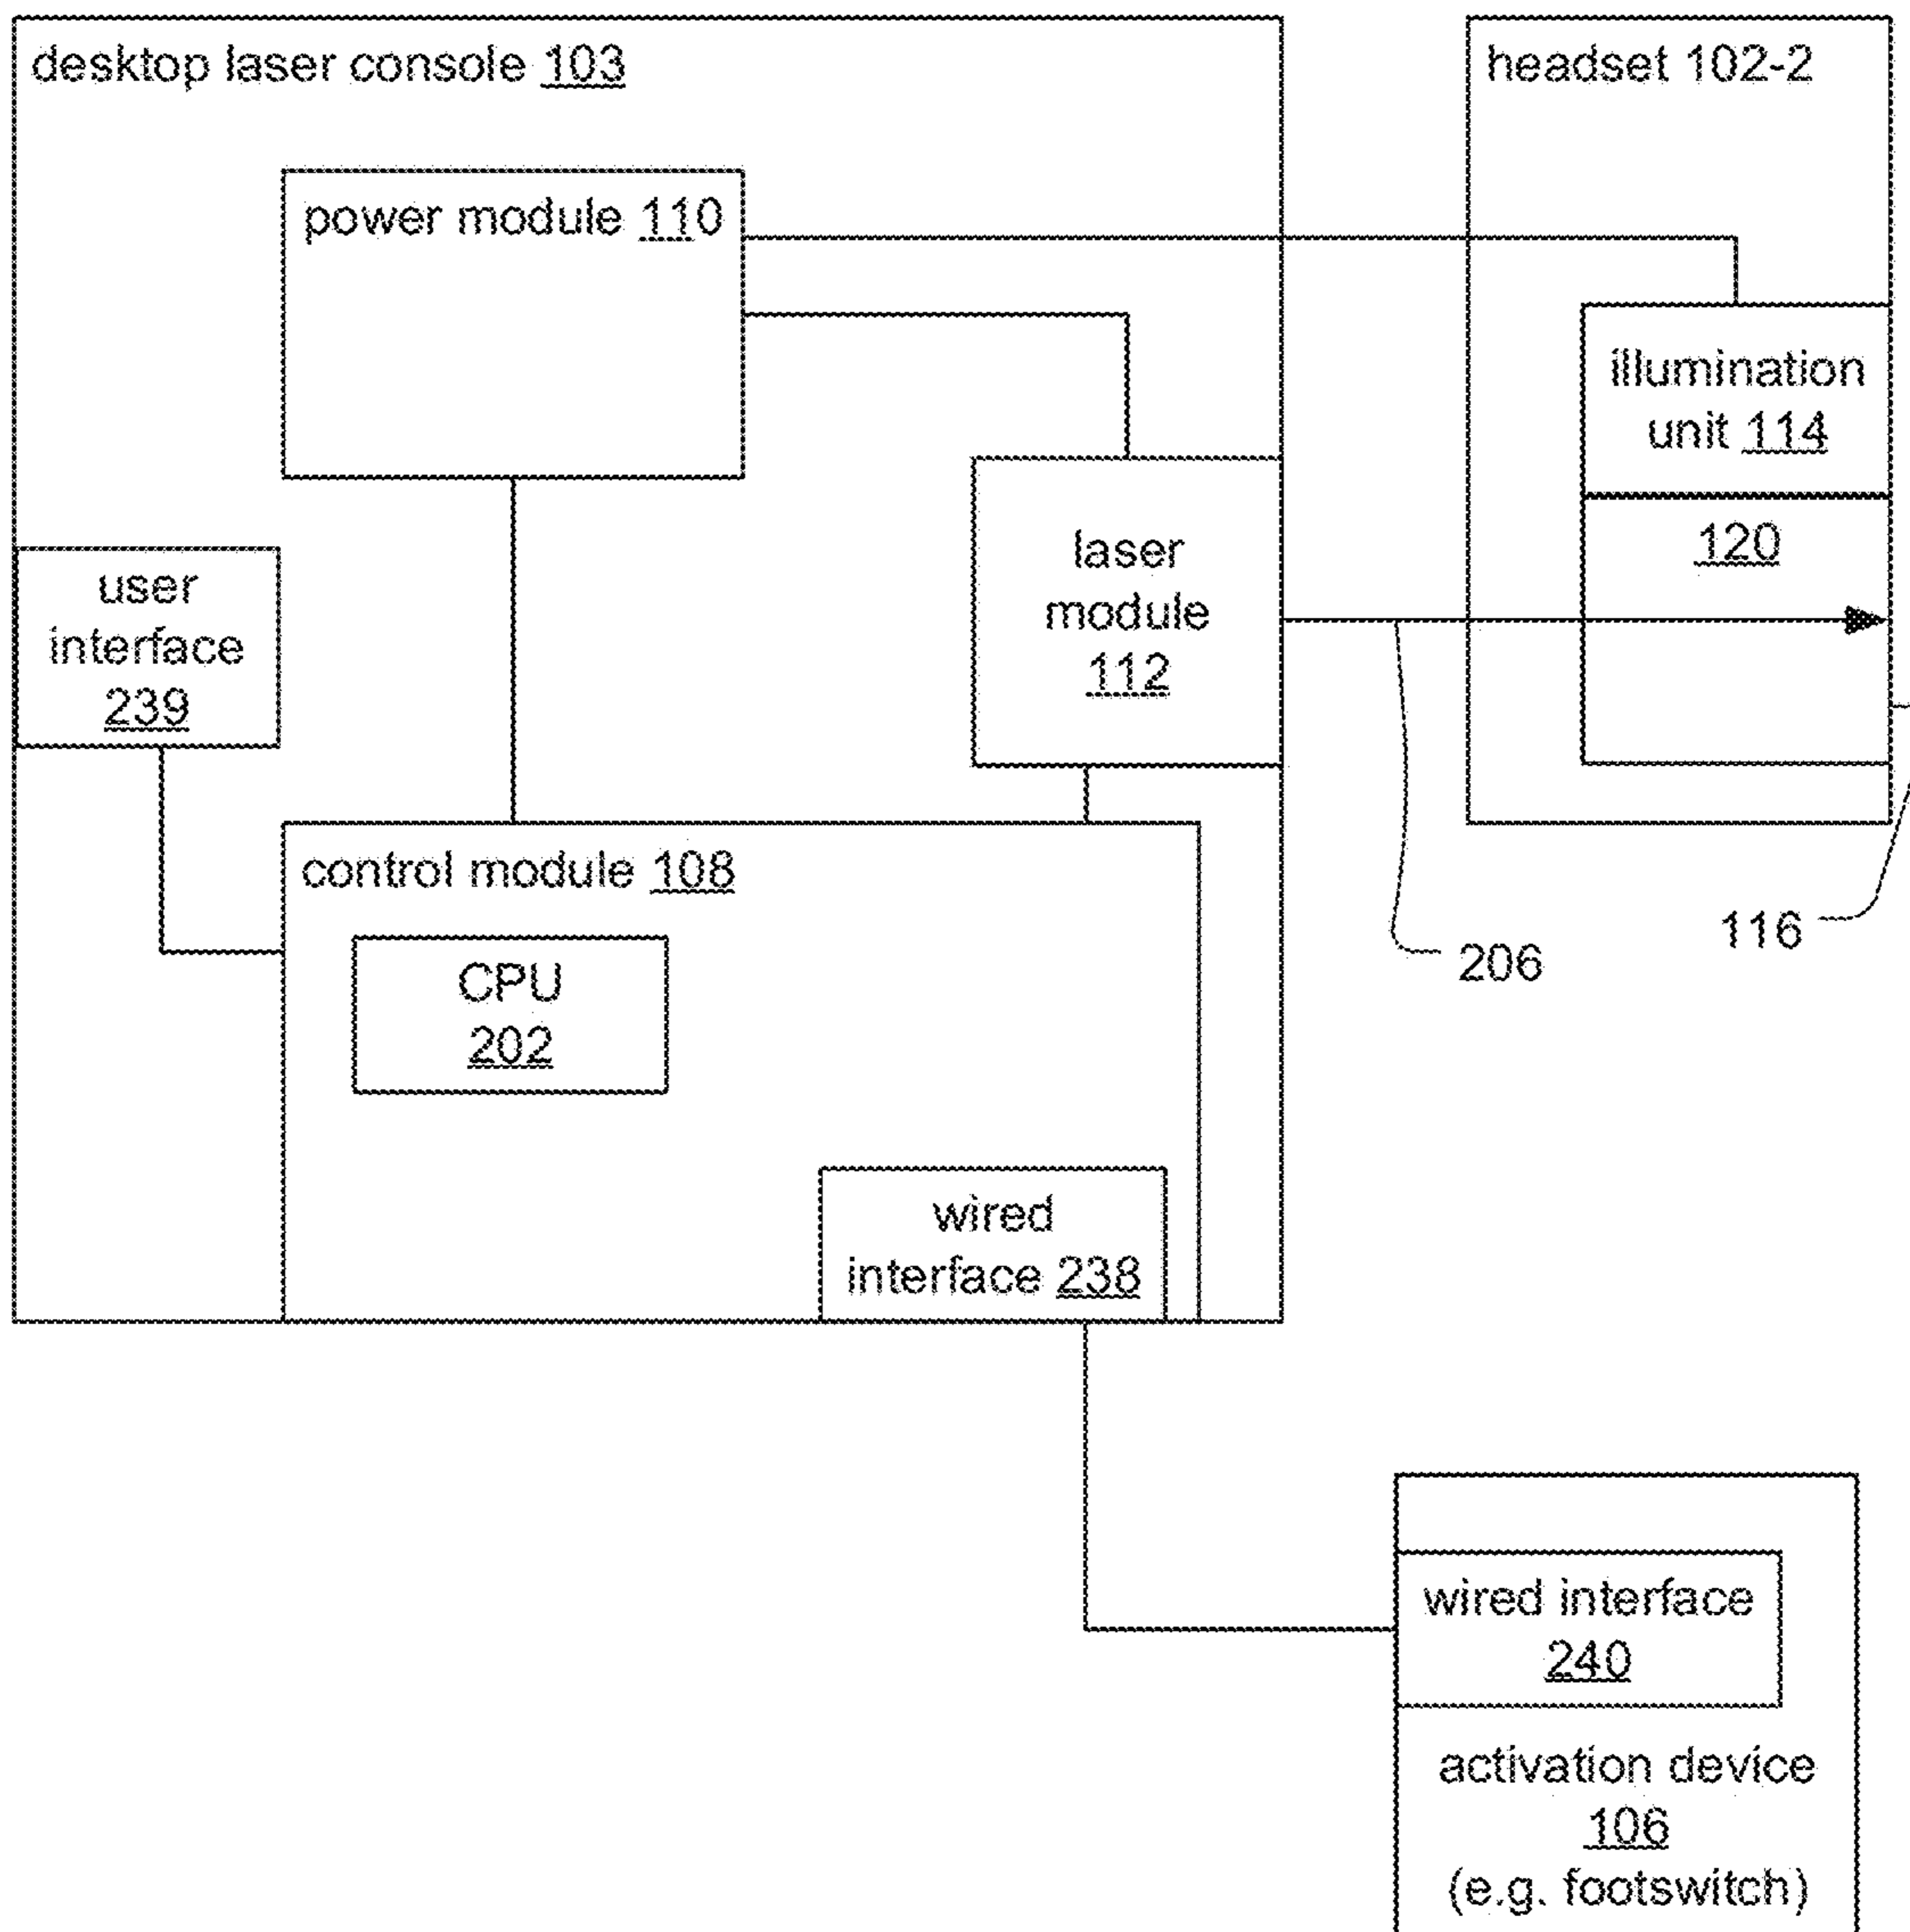 desktop laser console 103
headset 102-2
power module 110
illumination
unit 114
120
laser
module
112
user
interface
239
116
206
control module 108
CPU
202
wired
interface 238
wired interface
240
activation device
106
(e.g. footswitch)